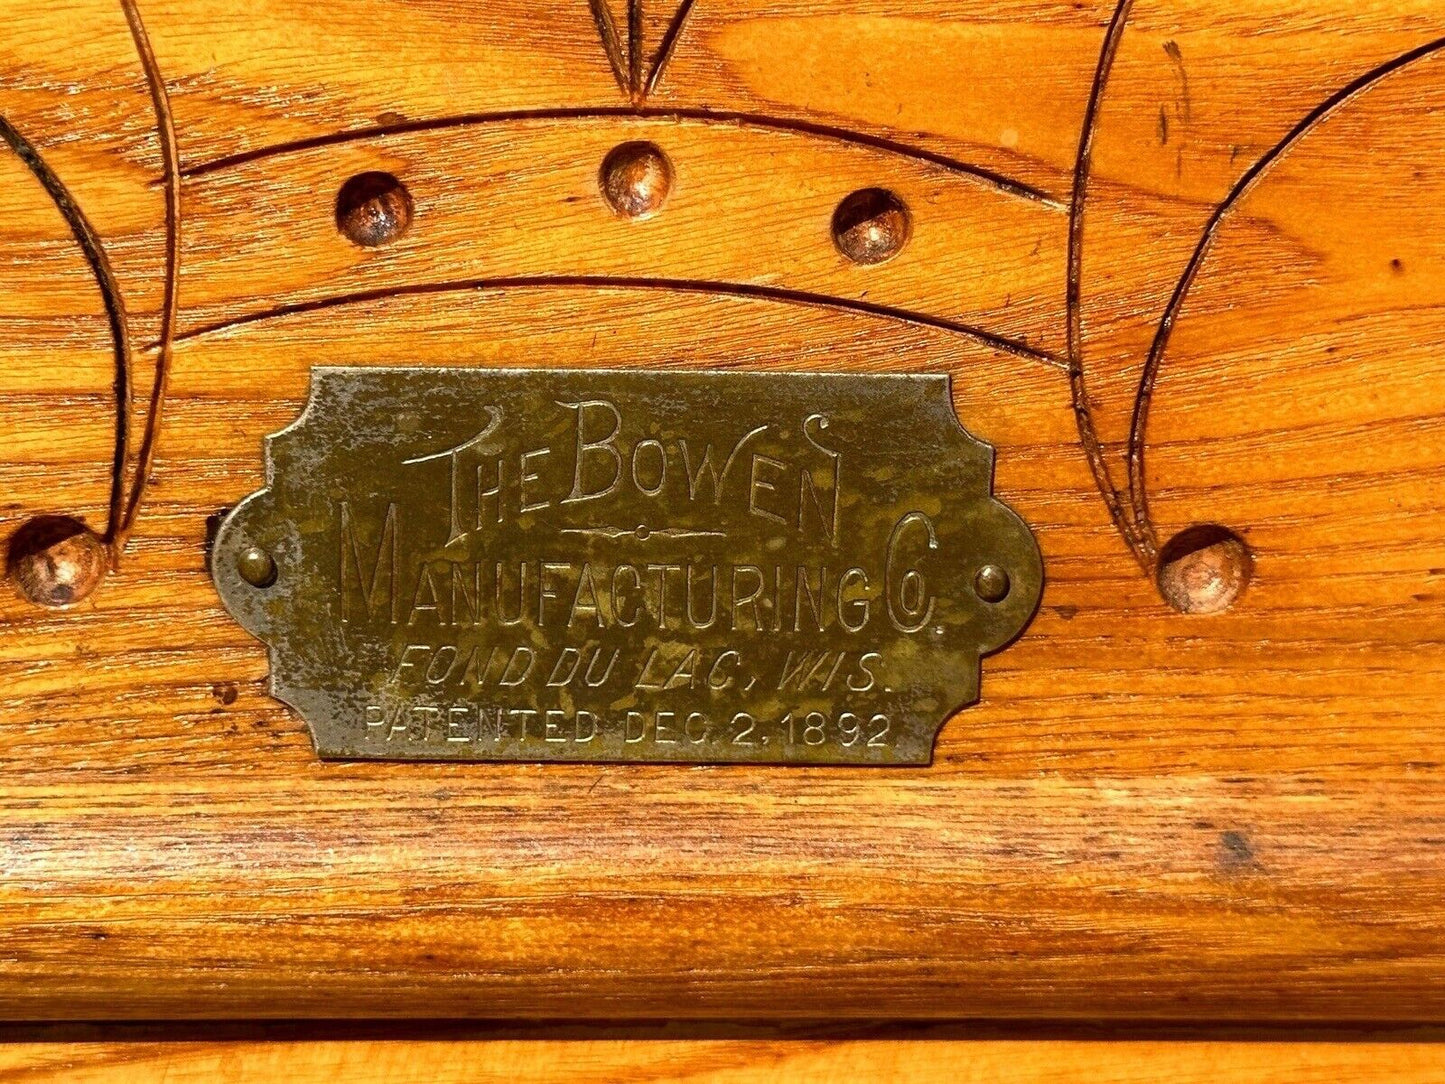 THE BOWEN
MANUFACTURING CO.
FOND DU LAC, WIS.
PATENTED DEC. 2, 1892